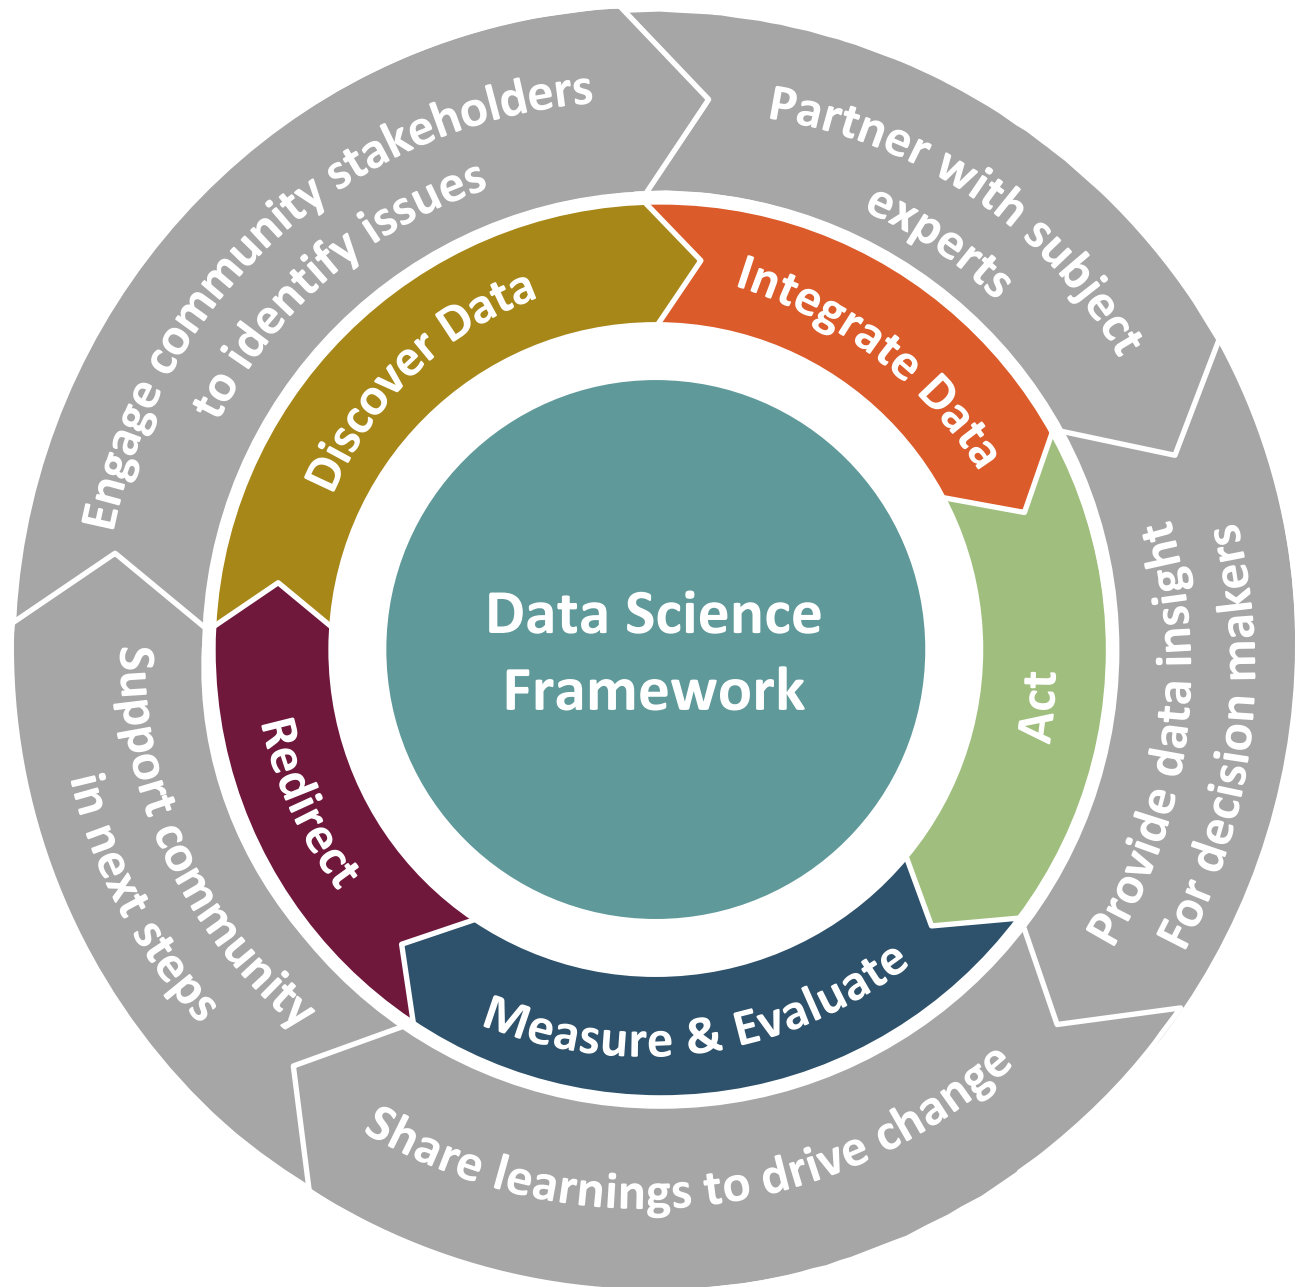 Data Science
Framework
Discover Data
Integrate Data
Act
Measure & Evaluate
Redirect
Engage community stakeholders
to identify issues
Partner with subject
experts
Provide data insight
For decision makers
Share learnings to drive change
Support community
in next steps